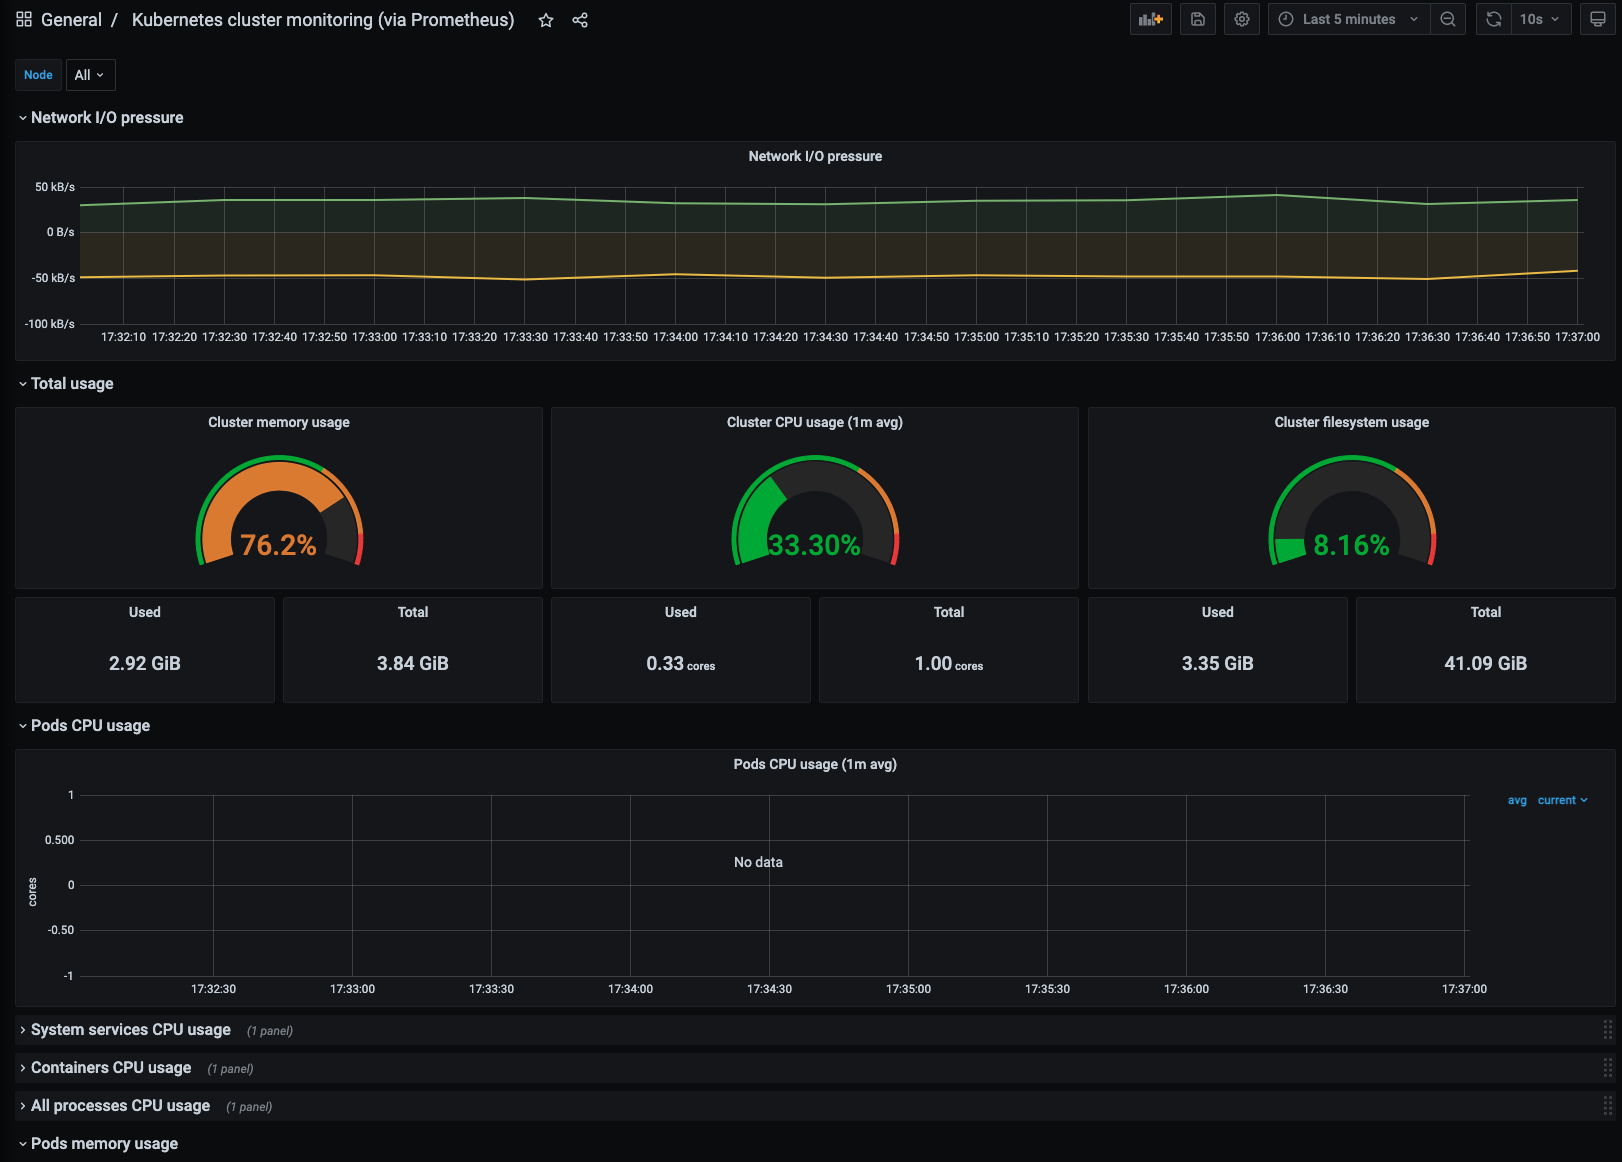 General / Kubernetes cluster monitoring (via Prometheus) Last 5 minutes 10s
Node All
Network I/O pressure
Network I/O pressure
50 kB/s
0 B/s
-50 kB/s
-100 kB/s
17:32:10 17:32:20 17:32:30 17:32:40 17:32:50 17:33:00 17:33:10 17:33:20 17:33:30 17:33:40 17:33:50 17:34:00 17:34:10 17:34:20 17:34:30 17:34:40 17:34:50 17:35:00 17:35:10 17:35:20 17:35:30 17:35:40 17:35:50 17:36:00 17:36:10 17:36:20 17:36:30 17:36:40 17:36:50 17:37:00
Total usage
Cluster memory usage
76.2%
Cluster CPU usage (1m avg)
33.30%
Cluster filesystem usage
8.16%
Used
2.92 GiB
Total
3.84 GiB
Used
0.33 cores
Total
1.00 cores
Used
3.35 GiB
Total
41.09 GiB
Pods CPU usage
Pods CPU usage (1m avg)
avg current
cores
1
0.500
0
-0.50
-1
No data
17:32:30 17:33:00 17:33:30 17:34:00 17:34:30 17:35:00 17:35:30 17:36:00 17:36:30 17:37:00
System services CPU usage (1 panel)
Containers CPU usage (1 panel)
All processes CPU usage (1 panel)
Pods memory usage